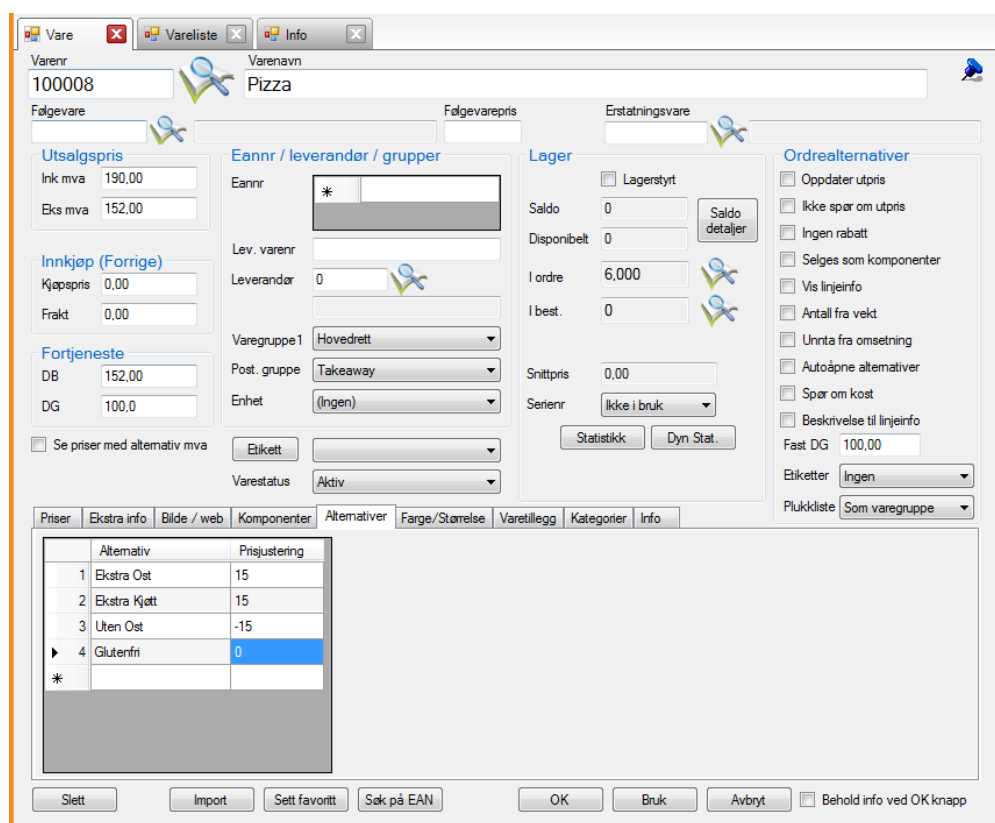 Vare Vareliste Info
Varenr Varenavn
100008 Pizza
Følgevare Følgevarepris Erstatningsvare
Utsalgspris
Ink mva 190,00
Eks mva 152,00
Innkjøp (Forrige)
Kjøpspris 0,00
Frakt 0,00
Fortjeneste
DB 152,00
DG 100,0
Se priser med alternativ mva
Eannr / leverandør / grupper
Eannr
Lev. varenr
Leverandør 0
Varegruppe1 Hovedrett
Post. gruppe Takeaway
Enhet (Ingen)
Etikett
Varestatus Aktiv
Lager
Lagerstyrt
Saldo 0
Disponibelt 0
Saldo
detaljer
I ordre 6,000
I best. 0
Snittpris 0,00
Serienr Ikke i bruk
Statistikk Dyn Stat.
Ordrealternativer
Oppdater utpris
Ikke spør om utpris
Ingen rabatt
Selges som komponenter
Vis linjeinfo
Antall fra vekt
Unnta fra omsetning
Autoåpne alternativer
Spør om kost
Beskrivelse til linjeinfo
Fast DG 100,00
Etiketter Ingen
Plukkliste Som varegruppe
Priser Ekstra info Bilde / web Komponenter Alternativer Farge/Størrelse Varetillegg Kategorier Info
Alternativ Prisjustering
1 Ekstra Ost 15
2 Ekstra Kjøtt 15
3 Uten Ost -15
4 Glutenfri 0
Slett Import Sett favoritt Søk på EAN OK Bruk Avbryt Behold info ved OK knapp